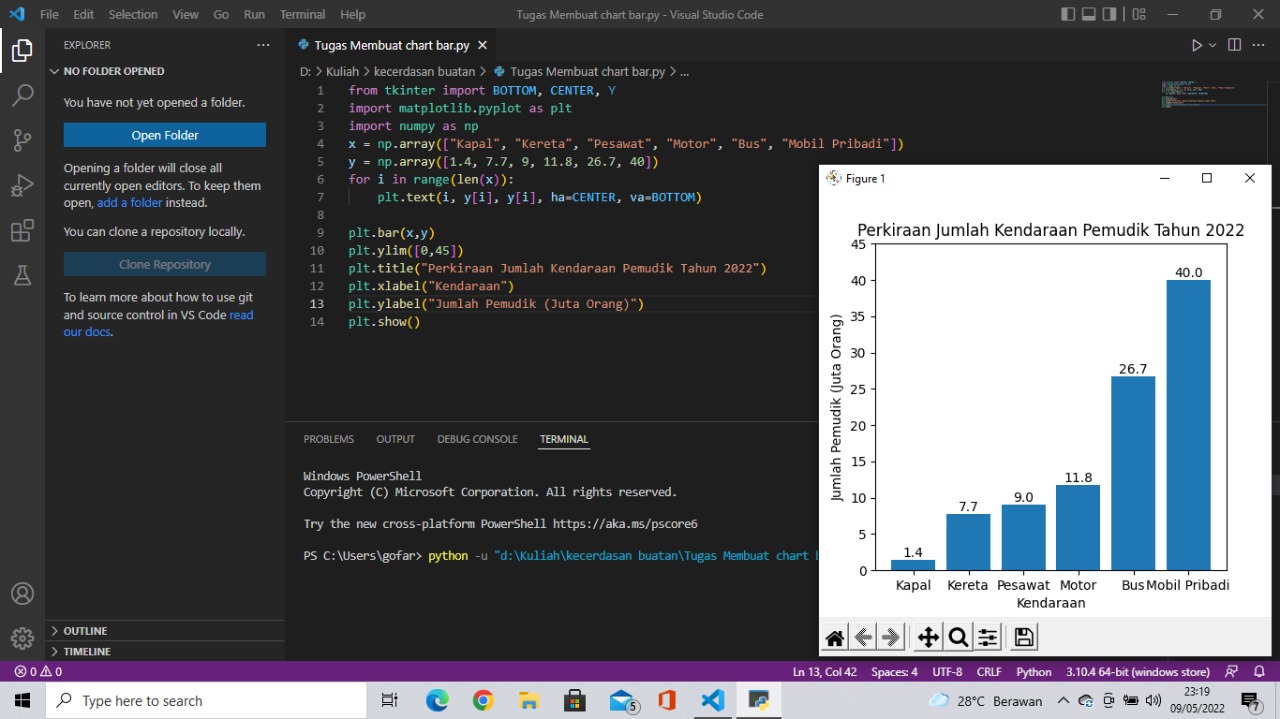 File Edit Selection View Go Run Terminal Help Tugas Membuat chart bar.py - Visual Studio Code
EXPLORER
NO FOLDER OPENED
You have not yet opened a folder.
Open Folder
Opening a folder will close all
currently open editors. To keep them
open, add a folder instead.
You can clone a repository locally.
Clone Repository
To learn more about how to use git
and source control in VS Code read
our docs.
OUTLINE
TIMELINE
Tugas Membuat chart bar.py
D: > Kuliah > kecerdasan buatan > Tugas Membuat chart bar.py > ...
1 from tkinter import BOTTOM, CENTER, Y
2 import matplotlib.pyplot as plt
3 import numpy as np
4 x = np.array(["Kapal", "Kereta", "Pesawat", "Motor", "Bus", "Mobil Pribadi"])
5 y = np.array([1.4, 7.7, 9, 11.8, 26.7, 40])
6 for i in range(len(x)):
7 plt.text(i, y[i], y[i], ha=CENTER, va=BOTTOM)
8
9 plt.bar(x,y)
10 plt.ylim([0,45])
11 plt.title("Perkiraan Jumlah Kendaraan Pemudik Tahun 2022")
12 plt.xlabel("Kendaraan")
13 plt.ylabel("Jumlah Pemudik (Juta Orang)")
14 plt.show()
PROBLEMS OUTPUT DEBUG CONSOLE TERMINAL
Windows PowerShell
Copyright (C) Microsoft Corporation. All rights reserved.
Try the new cross-platform PowerShell https://aka.ms/pscore6
PS C:\Users\gofar> python -u "d:\Kuliah\kecerdasan buatan\Tugas Membuat chart b
Figure 1
Perkiraan Jumlah Kendaraan Pemudik Tahun 2022
Jumlah Pemudik (Juta Orang)
45
40
35
30
25
20
15
10
5
0
1.4
7.7
9.0
11.8
26.7
40.0
Kapal Kereta Pesawat Motor Bus Mobil Pribadi
Kendaraan
0 0 Ln 13, Col 42 Spaces: 4 UTF-8 CRLF Python 3.10.4 64-bit (windows store)
Type here to search 5 28°C Berawan 23:19
09/05/2022 7